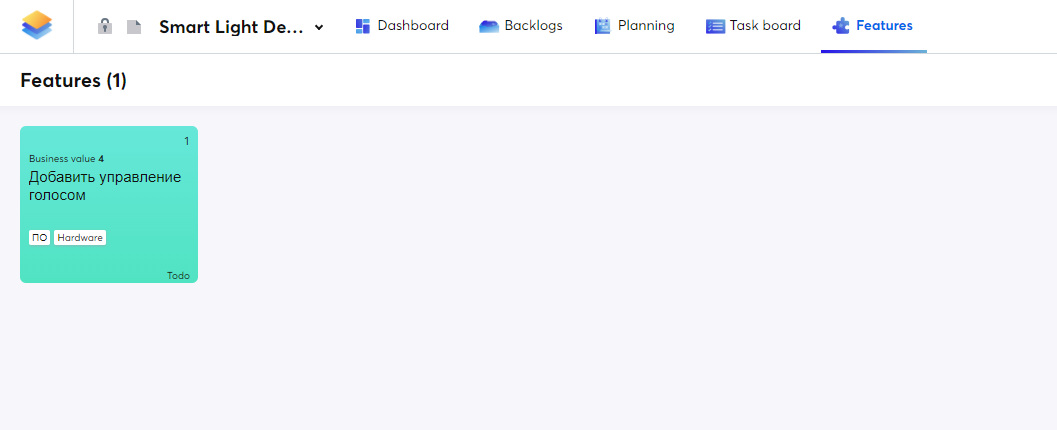 Smart Light De...
Dashboard
Backlogs
Planning
Task board
Features
Features (1)
1
Business value 4
Добавить управление
голосом
ПО
Hardware
Todo